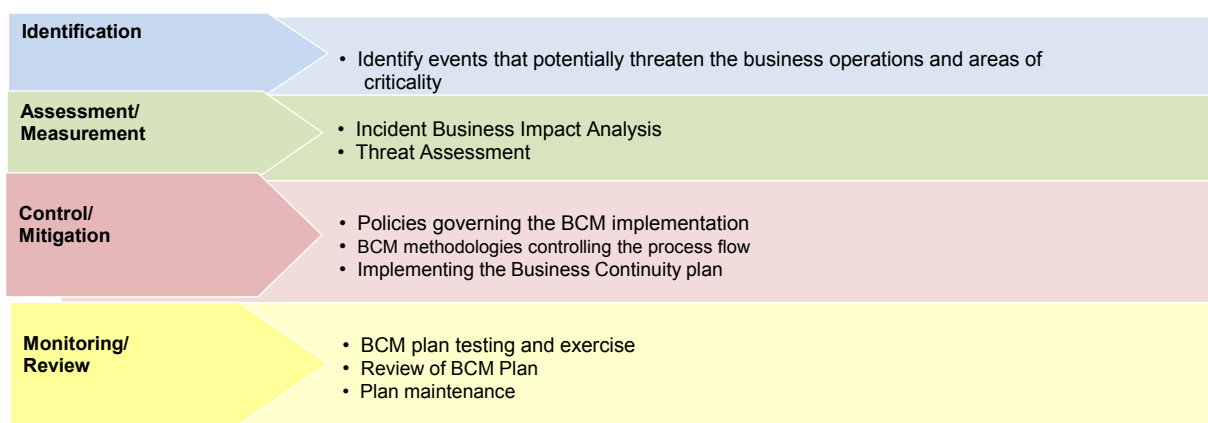 Identification
• Identify events that potentially threaten the business operations and areas of
criticality
Assessment/
Measurement
• Incident Business Impact Analysis
• Threat Assessment
Control/
Mitigation
• Policies governing the BCM implementation
• BCM methodologies controlling the process flow
• Implementing the Business Continuity plan
Monitoring/
Review
• BCM plan testing and exercise
• Review of BCM Plan
• Plan maintenance